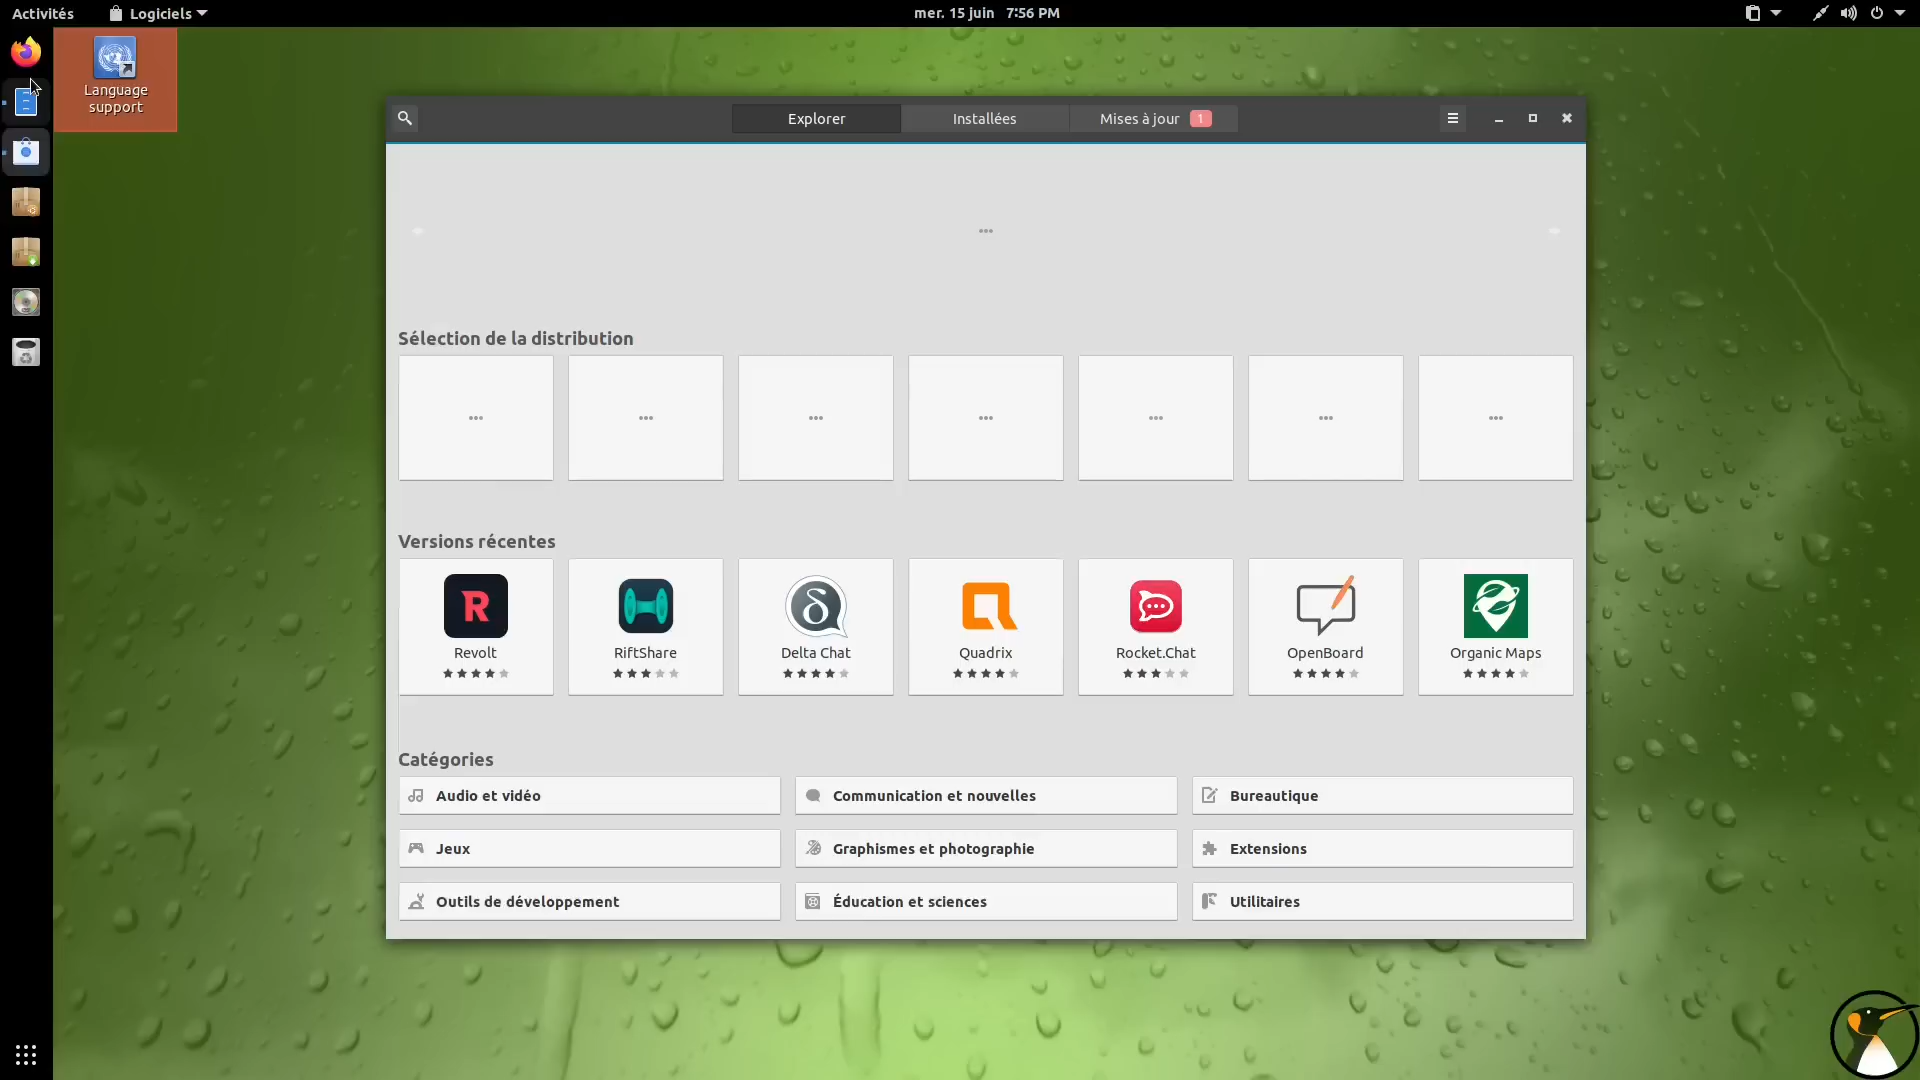 Activités
Logiciels
mer. 15 juin 7:56 PM
Language
support
Explorer
Installées
Mises à jour 1
Sélection de la distribution
Versions récentes
Revolt
RiftShare
Delta Chat
Quadrix
Rocket.Chat
OpenBoard
Organic Maps
Catégories
Audio et vidéo
Communication et nouvelles
Bureautique
Jeux
Graphismes et photographie
Extensions
Outils de développement
Éducation et sciences
Utilitaires